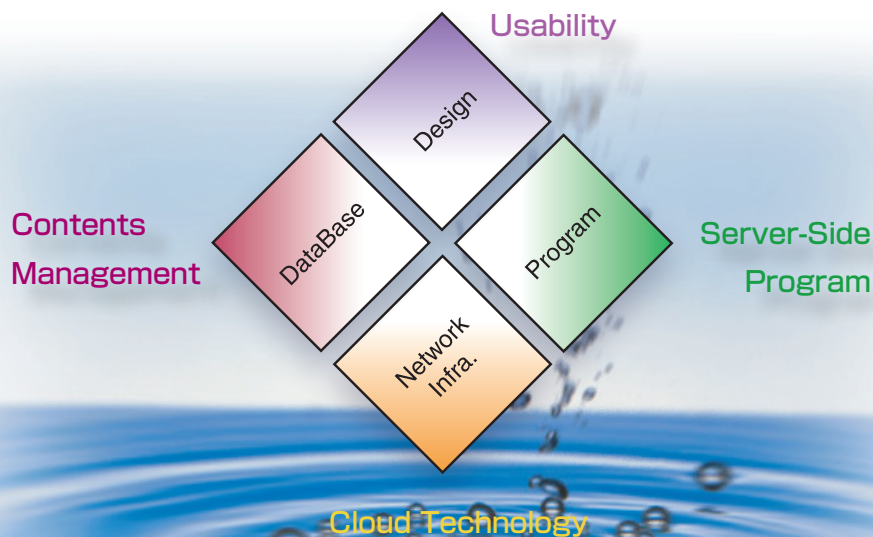 Usability
Design
Contents
Management
DataBase
Program
Server-Side
Program
Network
Infra.
Cloud Technology